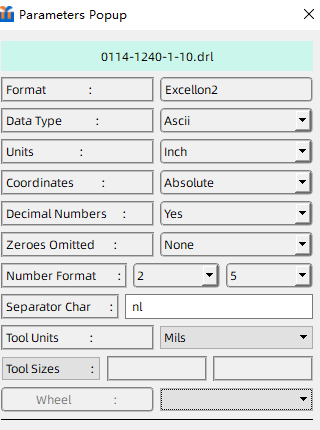 Parameters Popup
0114-1240-1-10.drl
Format : Excellon2
Data Type : Ascii
Units : Inch
Coordinates : Absolute
Decimal Numbers : Yes
Zeroes Omitted : None
Number Format : 2 5
Separator Char : nl
Tool Units : Mils
Tool Sizes :
Wheel :